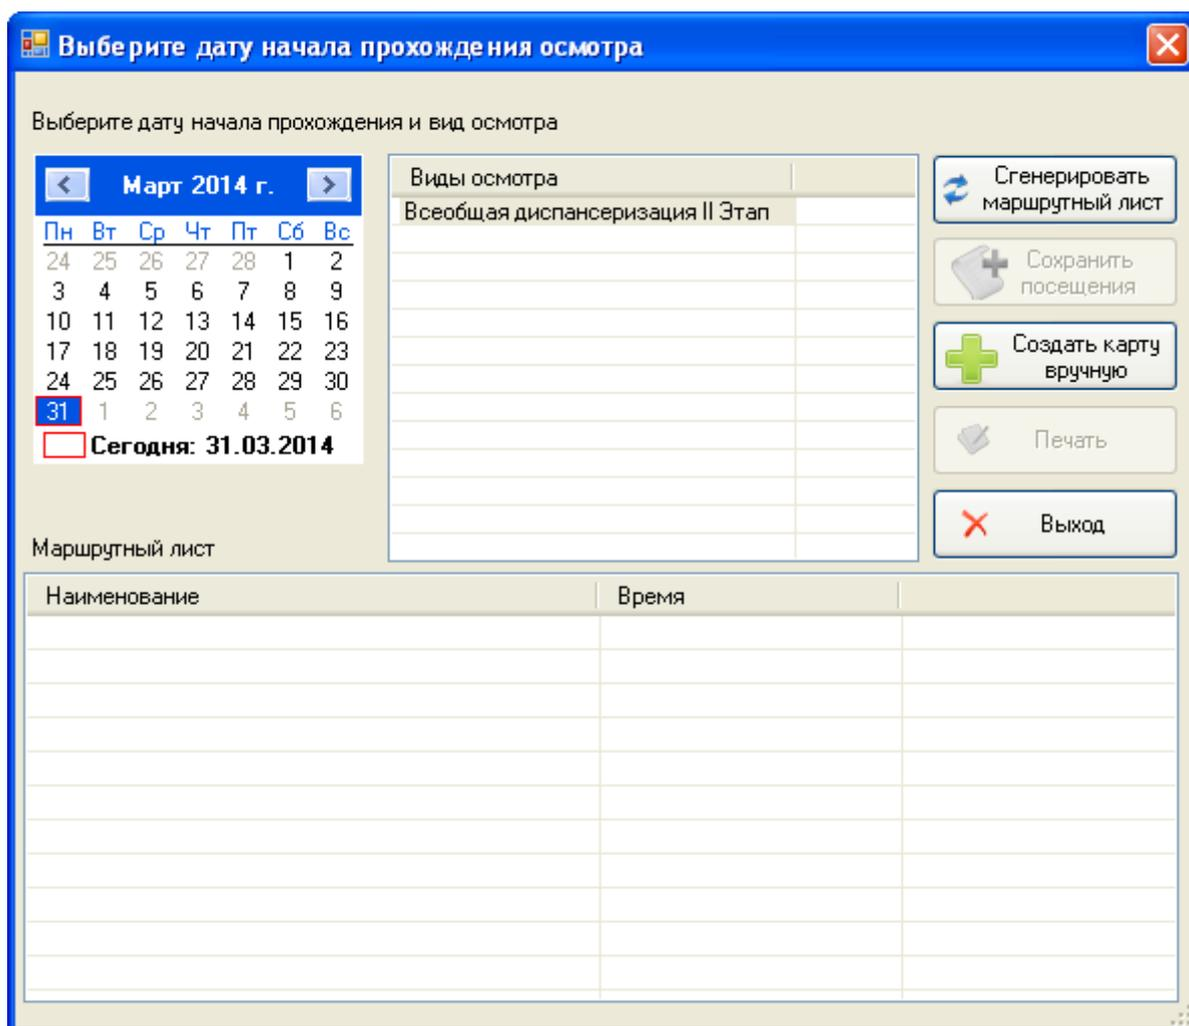 Выберите дату начала прохождения осмотра
Выберите дату начала прохождения и вид осмотра
Март 2014 г.
Пн Вт Ср Чт Пт Сб Вс
24 25 26 27 28 1 2
3 4 5 6 7 8 9
10 11 12 13 14 15 16
17 18 19 20 21 22 23
24 25 26 27 28 29 30
31 1 2 3 4 5 6
Сегодня: 31.03.2014
Виды осмотра
Всеобщая диспансеризация II Этап
Сгенерировать
маршрутный лист
Сохранить
посещения
Создать карту
вручную
Печать
Выход
Маршрутный лист
Наименование Время